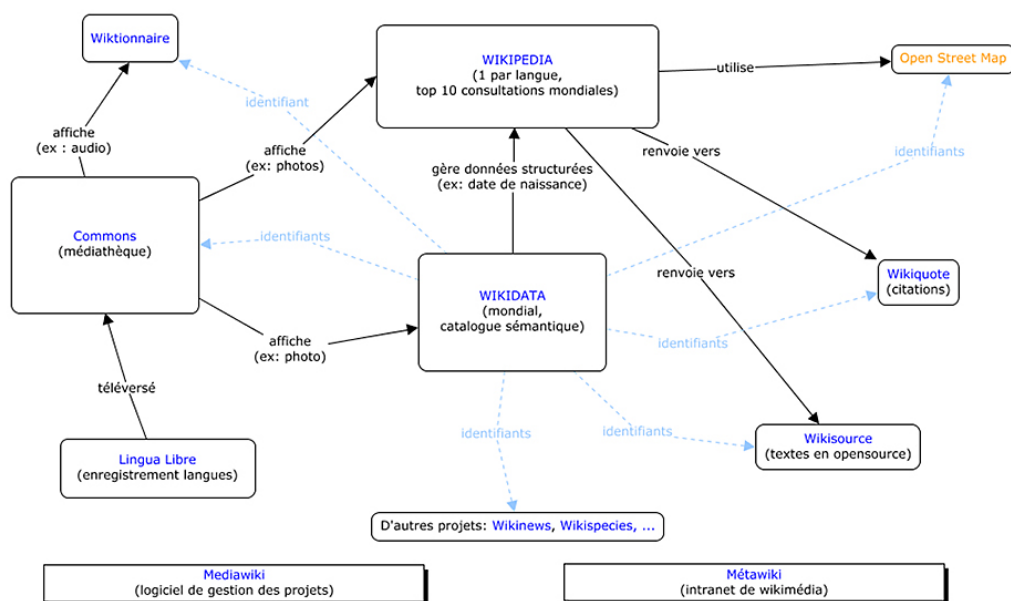 Wiktionnaire
WIKIPEDIA
(1 par langue,
top 10 consultations mondiales)
utilise
Open Street Map
identifiant
affiche
(ex : audio)
affiche
(ex: photos)
gère données structurées
(ex: date de naissance)
renvoie vers
identifiants
Commons
(médiathèque)
identifiants
WIKIDATA
(mondial,
catalogue sémantique)
renvoie vers
Wikiquote
(citations)
affiche
(ex: photo)
identifiants
téléversé
identifiants
identifiants
Lingua Libre
(enregistrement langues)
Wikisource
(textes en opensource)
D'autres projets: Wikinews, Wikispecies, ...
Mediawiki
(logiciel de gestion des projets)
Métawiki
(intranet de wikimédia)